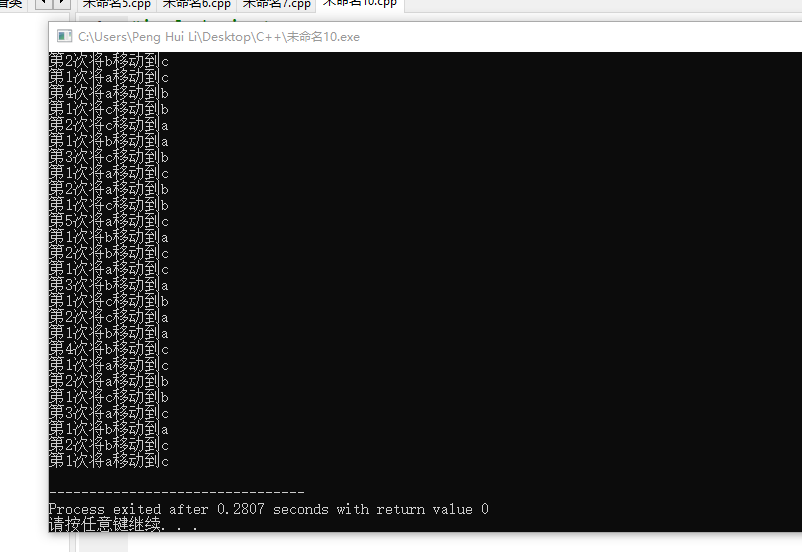 未命名5.cpp 未命名6.cpp 未命名7.cpp 未命名10.cpp
C:\Users\Peng Hui Li\Desktop\C++\未命名10.exe
第2次将b移动到c
第1次将a移动到c
第4次将a移动到b
第1次将c移动到b
第2次将c移动到a
第1次将b移动到a
第3次将c移动到b
第1次将a移动到c
第2次将a移动到b
第1次将c移动到b
第5次将a移动到c
第1次将b移动到a
第2次将b移动到c
第1次将a移动到c
第3次将b移动到a
第1次将c移动到b
第2次将c移动到a
第1次将b移动到a
第4次将b移动到c
第1次将a移动到c
第2次将a移动到b
第1次将c移动到b
第3次将a移动到c
第1次将b移动到a
第2次将b移动到c
第1次将a移动到c
--------------------------------
Process exited after 0.2807 seconds with return value 0
请按任意键继续. . .